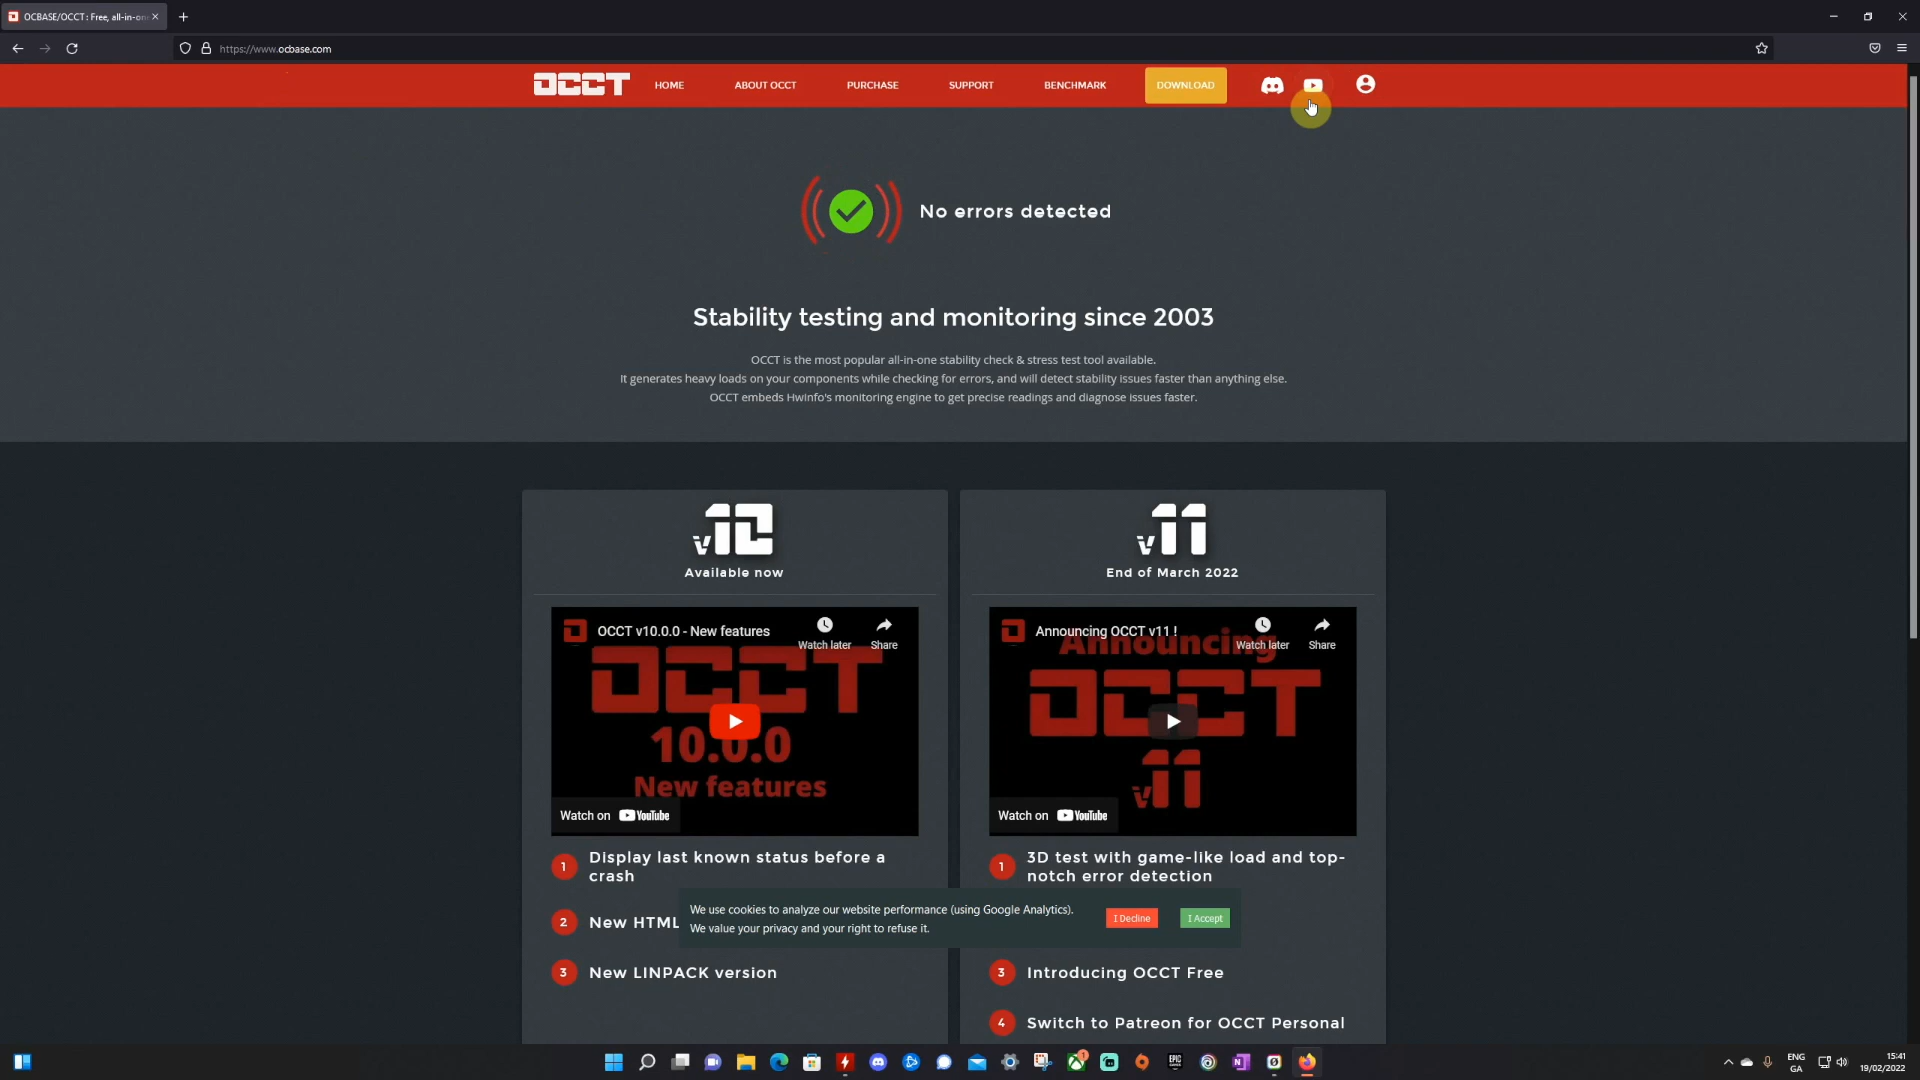 OCBASE/OCCT : Free, all-in-on
https://www.ocbase.com
OCCT
HOME
ABOUT OCCT
PURCHASE
SUPPORT
BENCHMARK
DOWNLOAD
No errors detected
Stability testing and monitoring since 2003
OCCT is the most popular all-in-one stability check & stress test tool available.
It generates heavy loads on your components while checking for errors, and will detect stability issues faster than anything else.
OCCT embeds HwInfo's monitoring engine to get precise readings and diagnose issues faster.
v10
Available now
OCCT v10.0.0 - New features
Watch later
Share
OCCT
10.0.0
New features
Watch on YouTube
1 Display last known status before a
crash
2 New HTML
3 New LINPACK version
v11
End of March 2022
Announcing OCCT v11 !
Watch later
Share
Announcing
OCCT
v11
Watch on YouTube
1 3D test with game-like load and top-
notch error detection
3 Introducing OCCT Free
4 Switch to Patreon for OCCT Personal
We use cookies to analyze our website performance (using Google Analytics).
We value your privacy and your right to refuse it.
I Decline
I Accept
EPIC
1
N
ENG
GA
15:41
19/02/2022